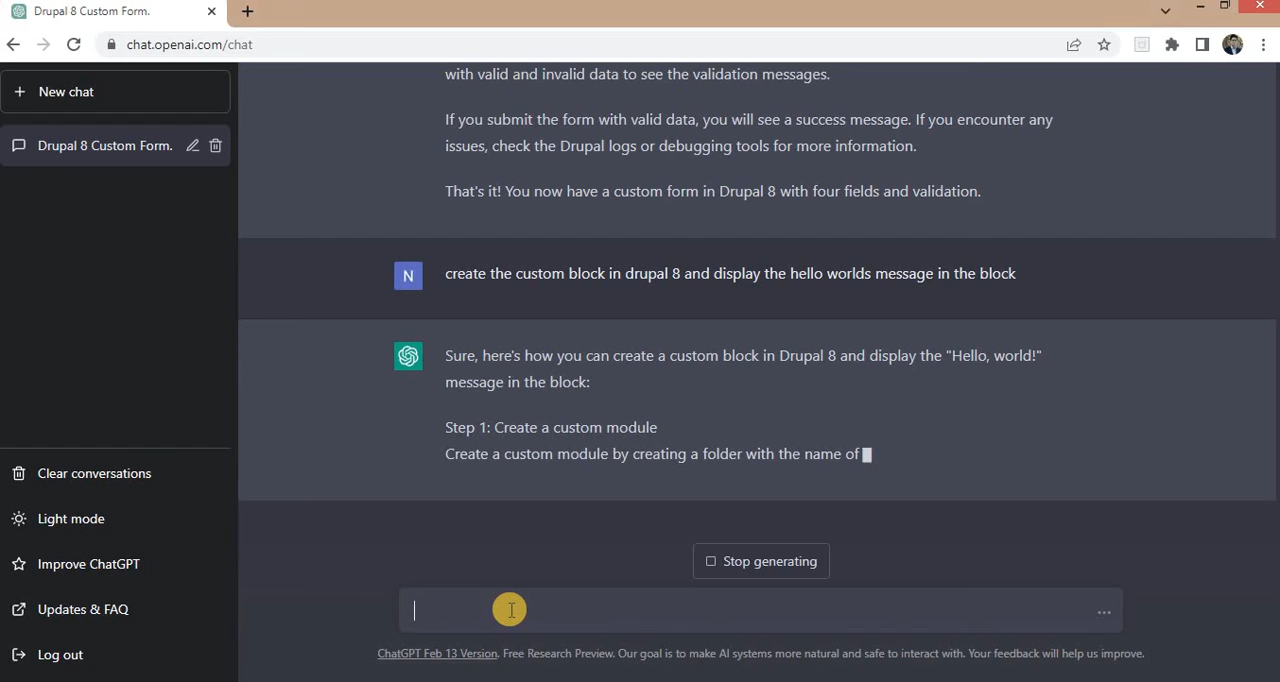 Drupal 8 Custom Form.
chat.openai.com/chat
New chat
Drupal 8 Custom Form.
Clear conversations
Light mode
Improve ChatGPT
Updates & FAQ
Log out
with valid and invalid data to see the validation messages.
If you submit the form with valid data, you will see a success message. If you encounter any
issues, check the Drupal logs or debugging tools for more information.
That's it! You now have a custom form in Drupal 8 with four fields and validation.
N
create the custom block in drupal 8 and display the hello worlds message in the block
Sure, here's how you can create a custom block in Drupal 8 and display the "Hello, world!"
message in the block:
Step 1: Create a custom module
Create a custom module by creating a folder with the name of
Stop generating
ChatGPT Feb 13 Version. Free Research Preview. Our goal is to make AI systems more natural and safe to interact with. Your feedback will help us improve.